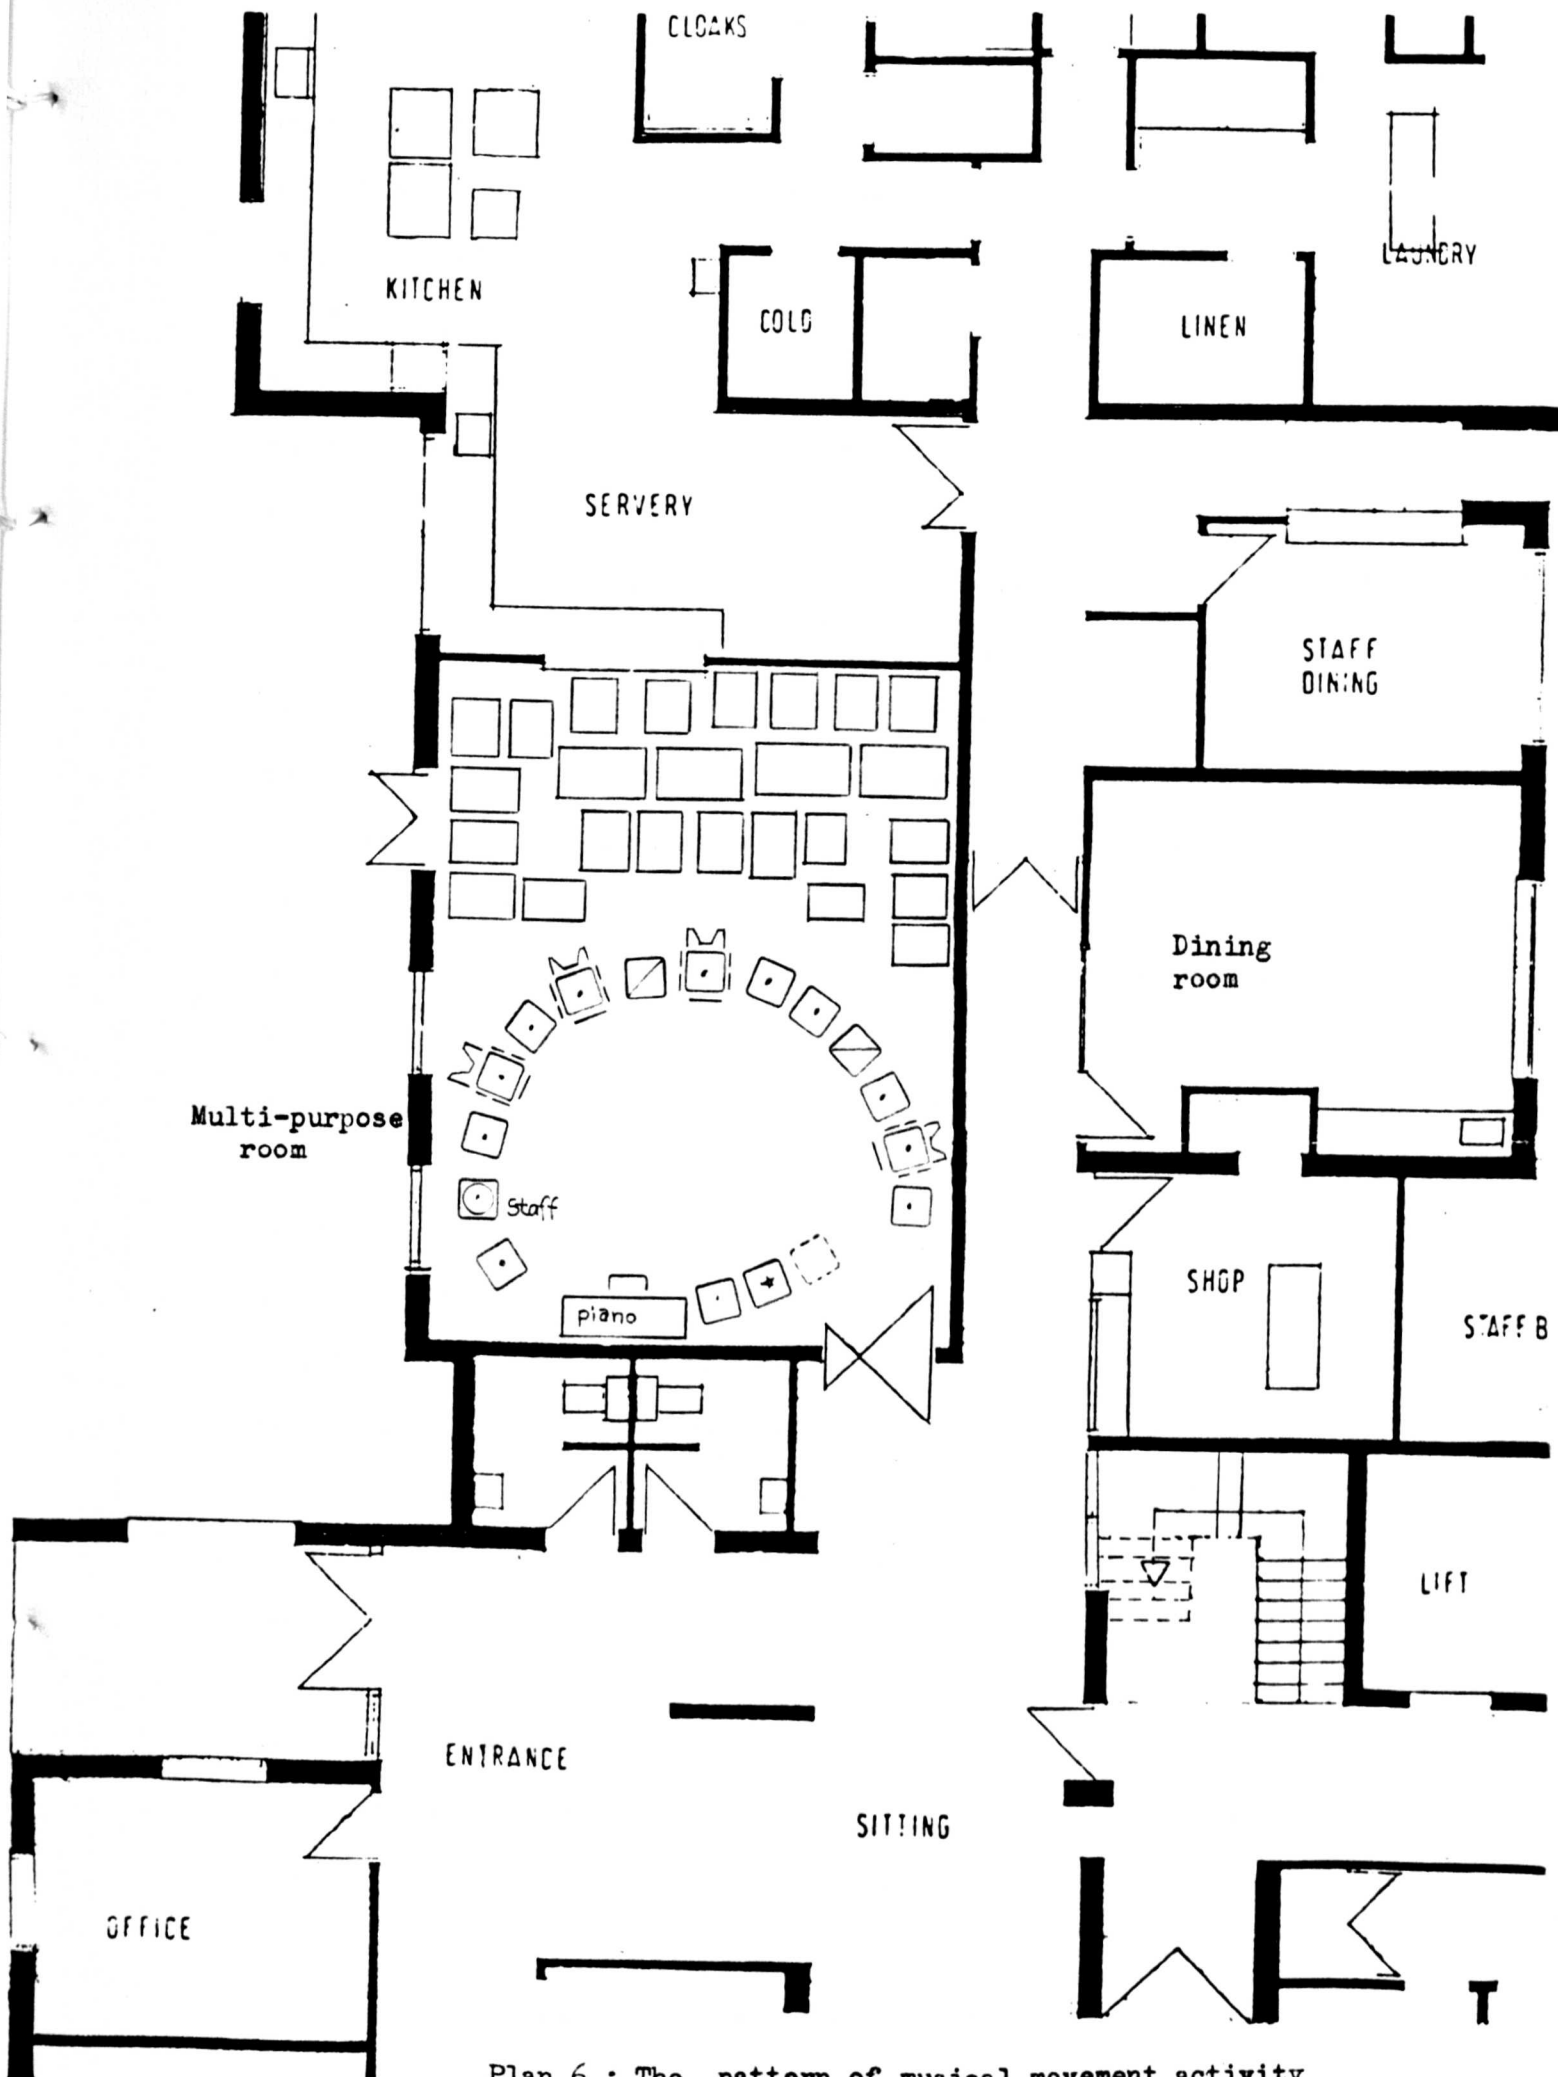 CLOAKS
KITCHEN
COLD
LINEN
LAUNDRY
SERVERY
STAFF
DINING
Dining
room
Multi-purpose
room
Staff
piano
SHOP
STAFF B
LIFT
ENTRANCE
SITTING
OFFICE
Plan 6 : The pattern of musical movement activity